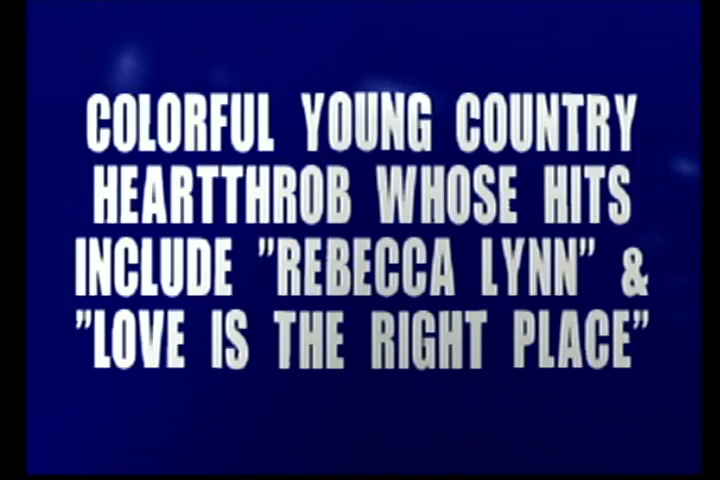 COLORFUL YOUNG COUNTRY
HEARTTHROB WHOSE HITS
INCLUDE "REBECCA LYNN" &
"LOVE IS THE RIGHT PLACE"